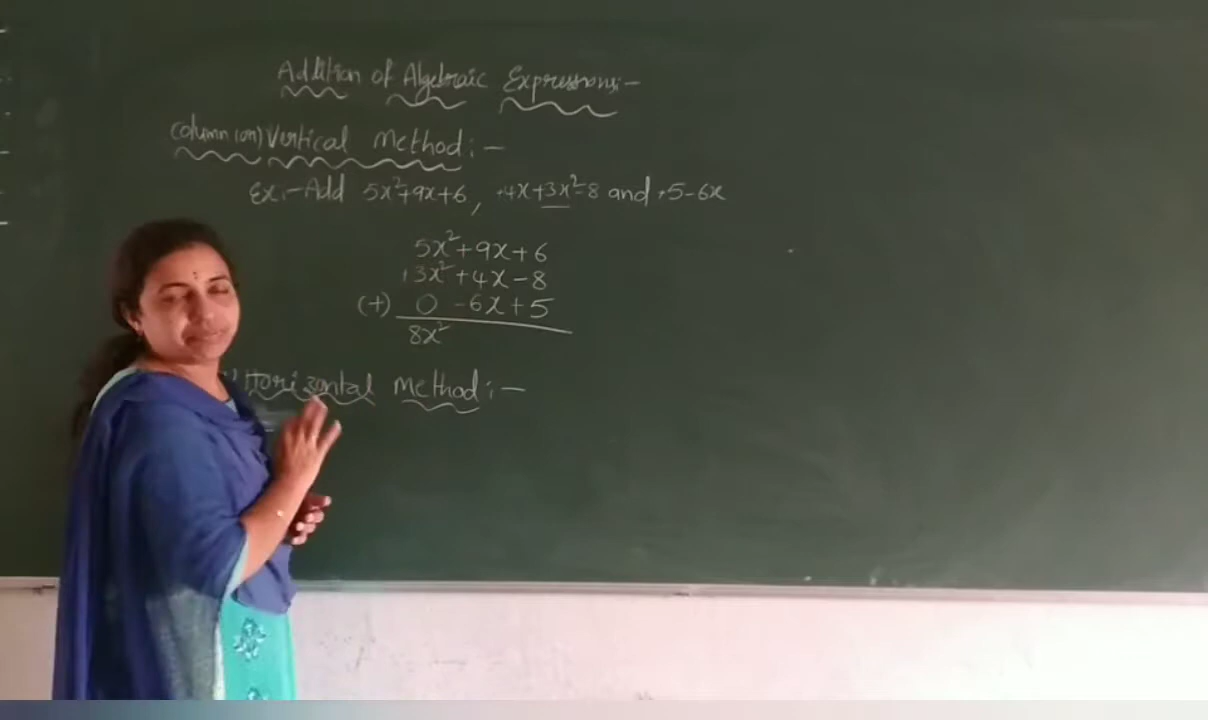 Addition of Algebraic Expressions:-
Column (or) Vertical Method:-
Ex:- Add 5x²+9x+6, +4x+3x²-8 and +5-6x
5x²+9x+6
+3x²+4x-8
(+) 0 -6x+5
8x²
Horizontal Method:-